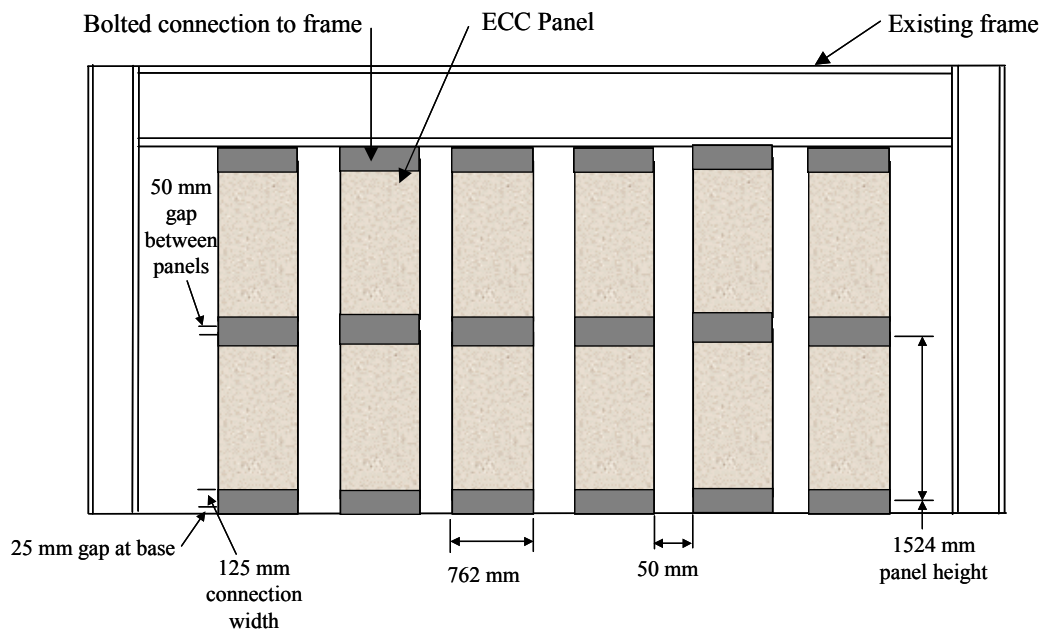 Bolted connection to frame
ECC Panel
Existing frame
50 mm
gap
between
panels
25 mm gap at base
125 mm
connection
width
762 mm
50 mm
1524 mm
panel height